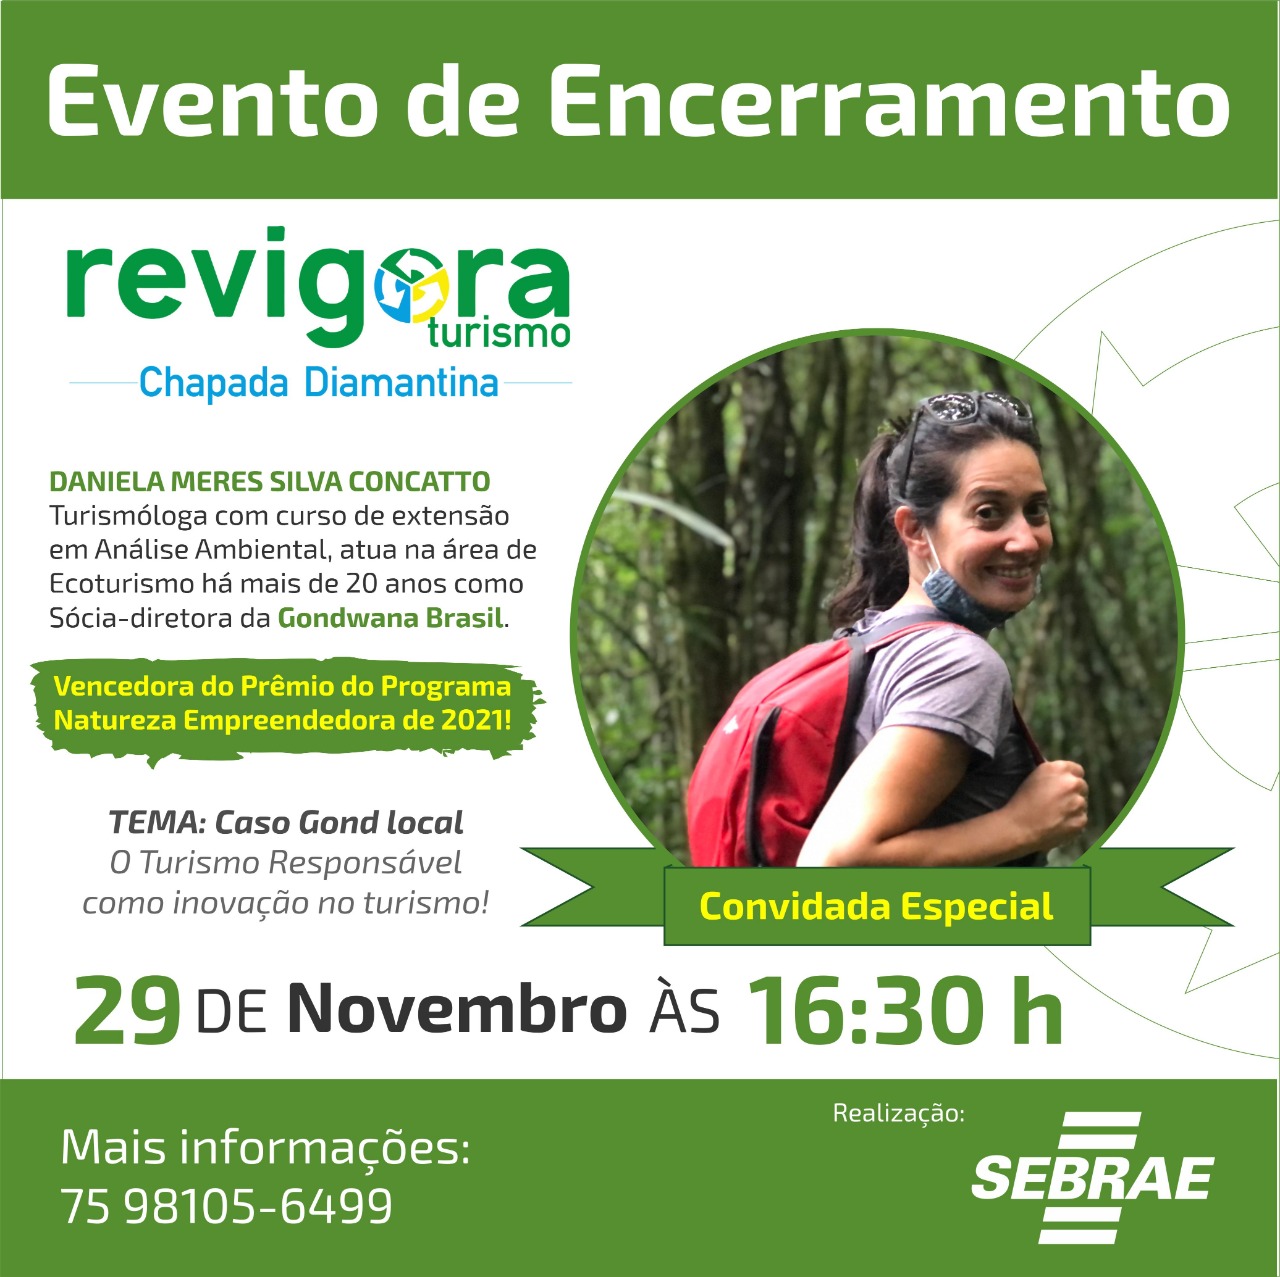 Evento de Encerramento
revigora
turismo
Chapada Diamantina
DANIELA MERES SILVA CONCATTO
Turismóloga com curso de extensão
em Análise Ambiental, atua na área de
Ecoturismo há mais de 20 anos como
Sócia-diretora da Gondwana Brasil.
Vencedora do Prêmio do Programa
Natureza Empreendedora de 2021!
TEMA: Caso Gond local
O Turismo Responsável
como inovação no turismo!
Convidada Especial
29 DE Novembro ÀS 16:30 h
Mais informações:
75 98105-6499
Realização:
SEBRAE